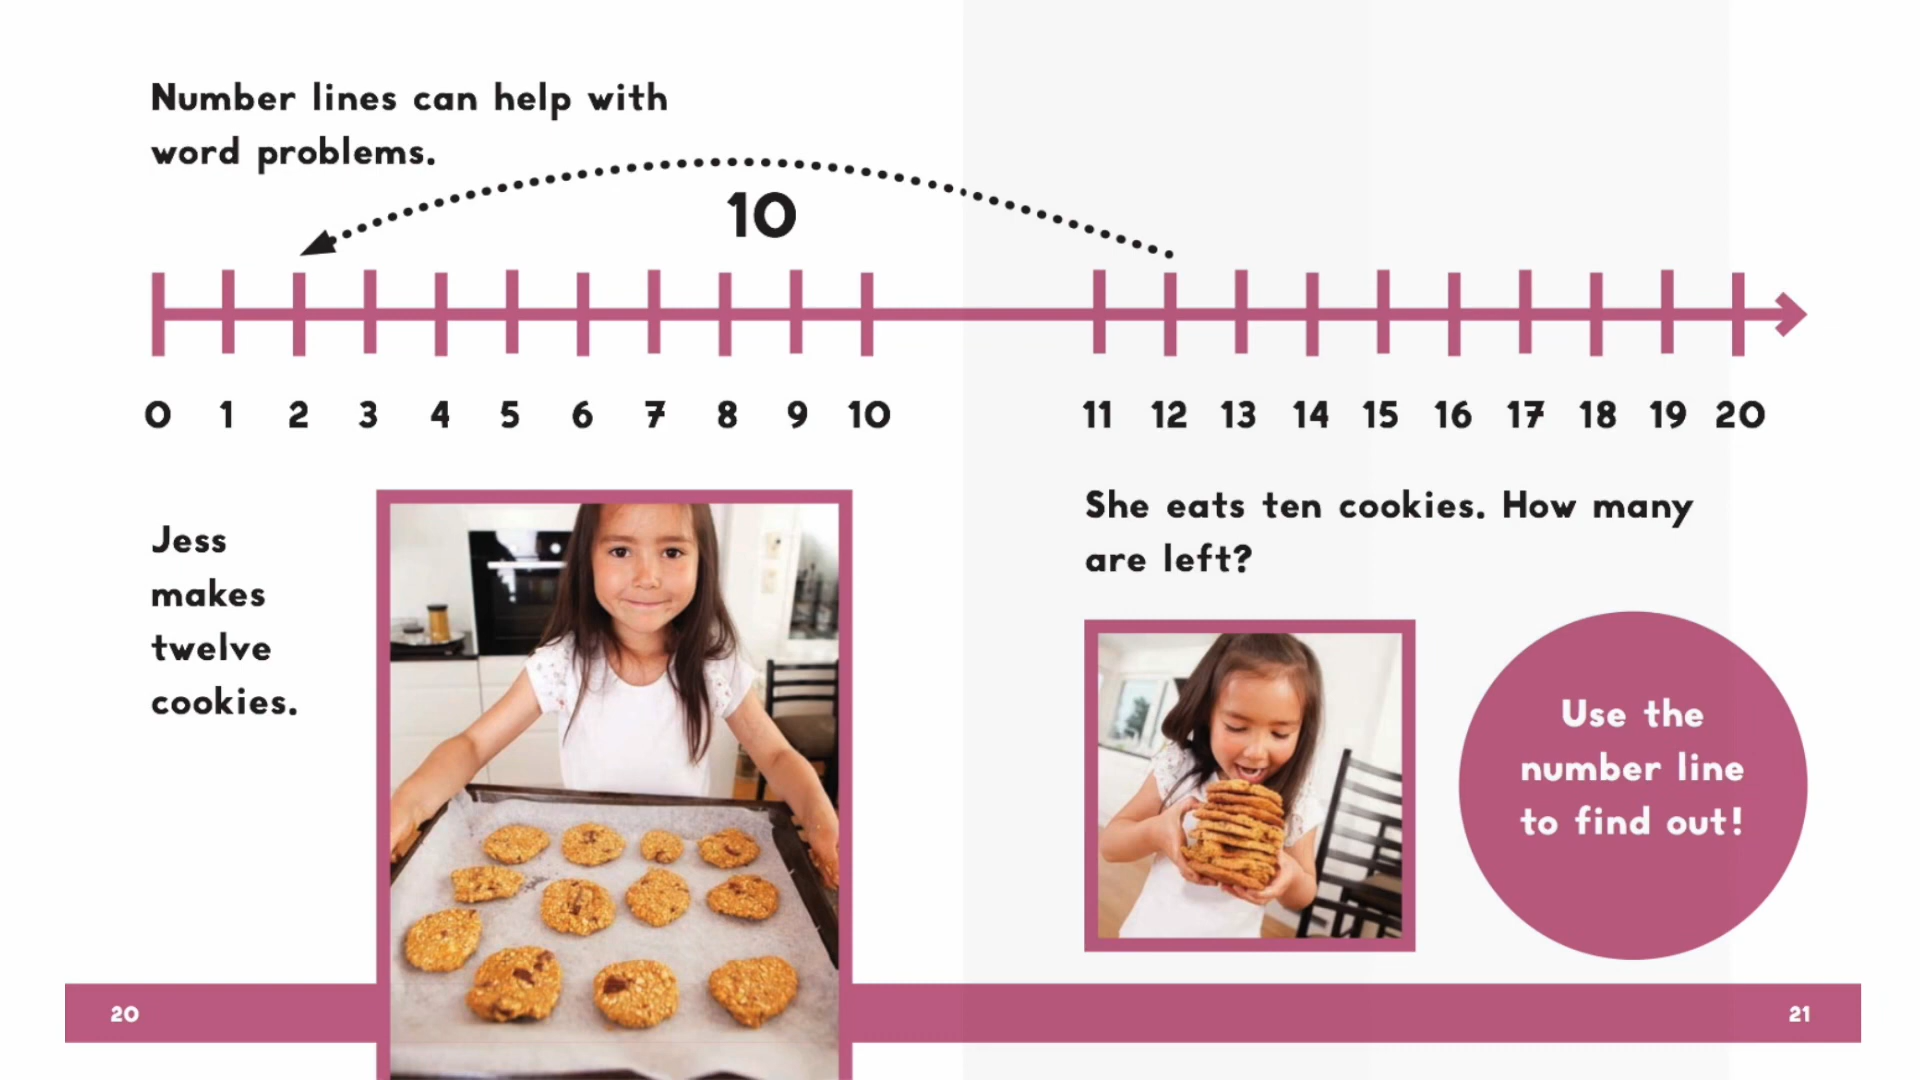 Number lines can help with
word problems.
10
0 1 2 3 4 5 6 7 8 9 10
11 12 13 14 15 16 17 18 19 20
Jess
makes
twelve
cookies.
She eats ten cookies. How many
are left?
Use the
number line
to find out!
20
21